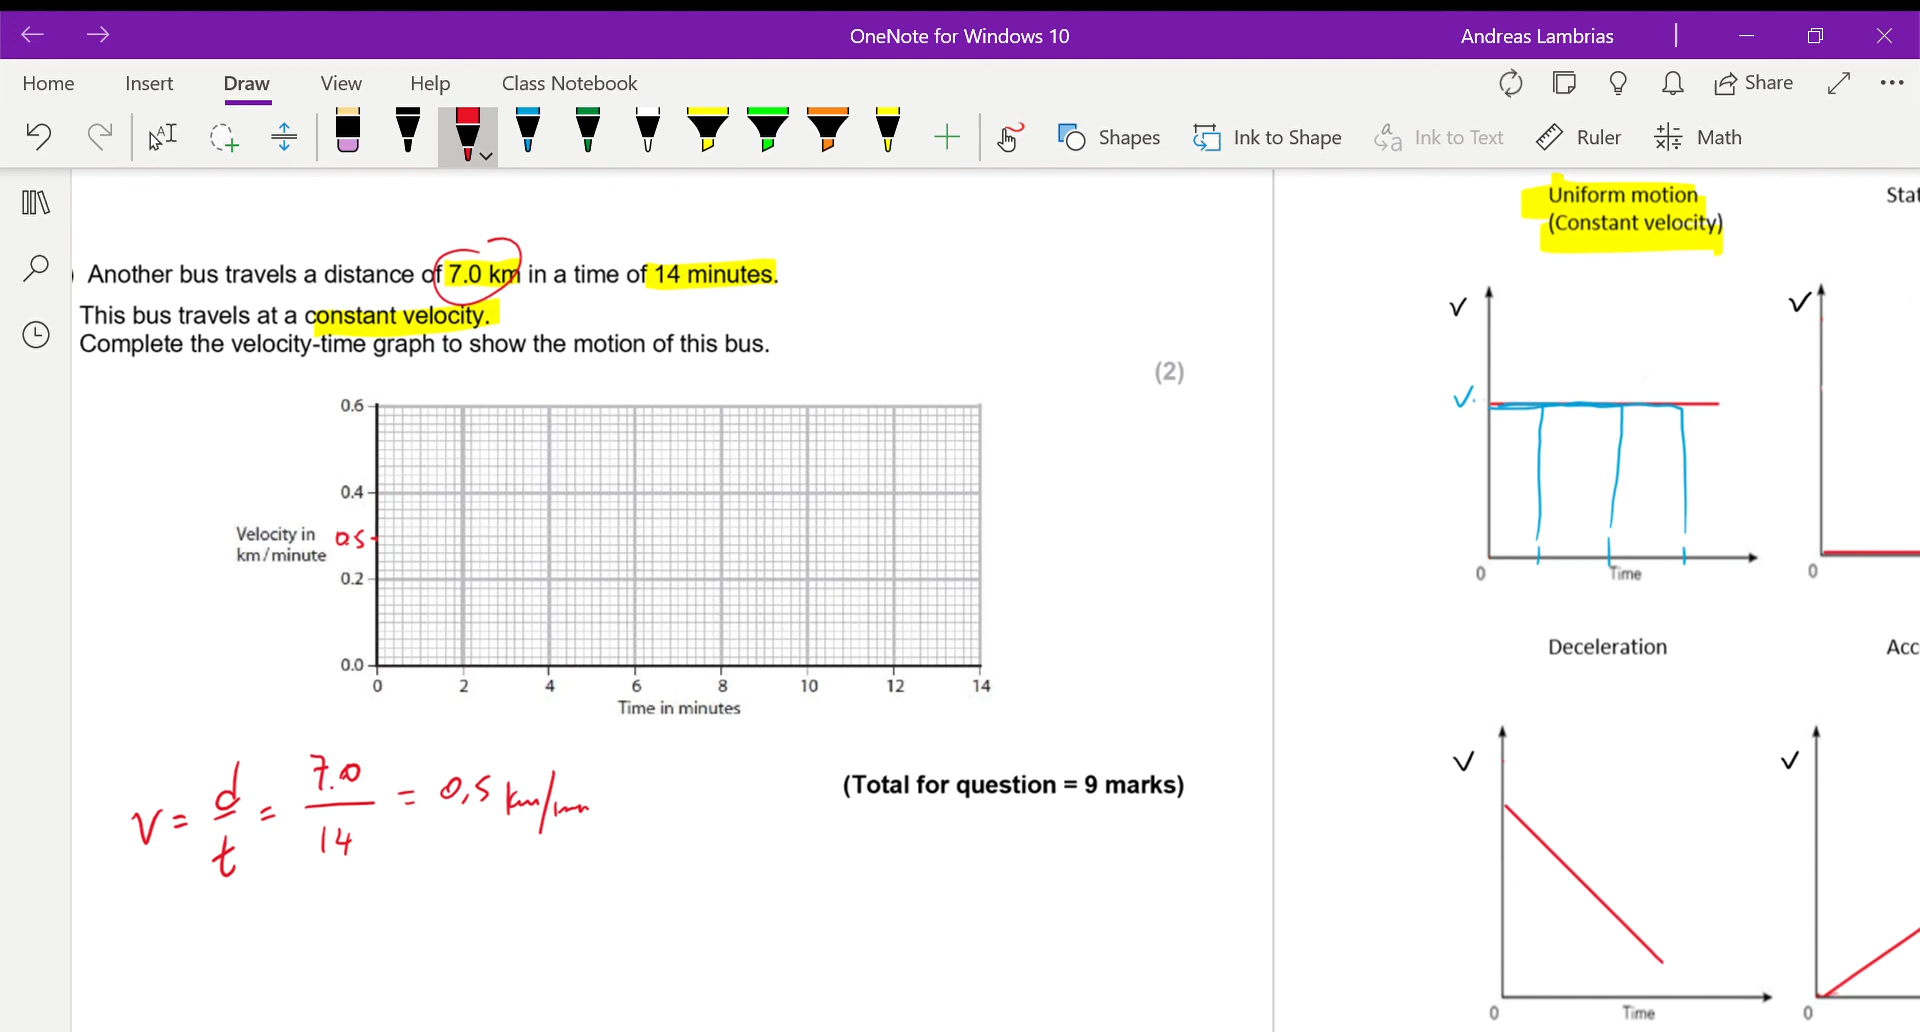 OneNote for Windows 10
Andreas Lambrias
Home Insert Draw View Help Class Notebook
Share
Shapes Ink to Shape Ink to Text Ruler Math
) Another bus travels a distance of 7.0 km in a time of 14 minutes.
This bus travels at a constant velocity.
Complete the velocity-time graph to show the motion of this bus.
(2)
0.6
0.4
Velocity in
km/minute
0.5
0.2
0.0
0 2 4 6 8 10 12 14
Time in minutes
v = d/t = 7.0/14 = 0,5 km/min
(Total for question = 9 marks)
Uniform motion
(Constant velocity)
Stat
v
v
v.
0
Time
0
Deceleration
Acc
v
v
0
Time
0